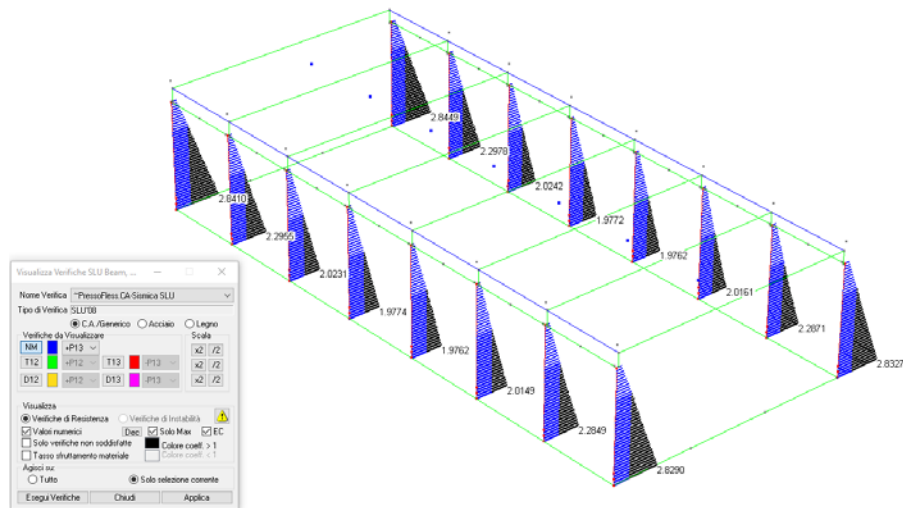 2.8449
2.2978
2.0242
1.9772
1.9762
2.0161
2.2871
2.8327
2.8410
2.2955
2.0231
1.9774
1.9762
2.0149
2.2849
2.8290
Visualizza Verifiche SLU Beam, ...
Nome Verifica ~PressoFless.CA-Sismica SLU
Tipo di Verifica SLU'08
C.A./Generico Acciaio Legno
Verifiche da Visualizzare Scala
NM +P13 x2 /2
T12 +P12 T13 -P13 x2 /2
D12 +P12 D13 -P13 x2 /2
Visualizza
Verifiche di Resistenza Verifiche di Instabilità
Valori numerici Dec Solo Max EC
Solo verifiche non soddisfatte Colore coeff. > 1
Tasso sfruttamento materiale Colore coeff. < 1
Agisci su:
Tutto Solo selezione corrente
Esegui Verifiche Chiudi Applica